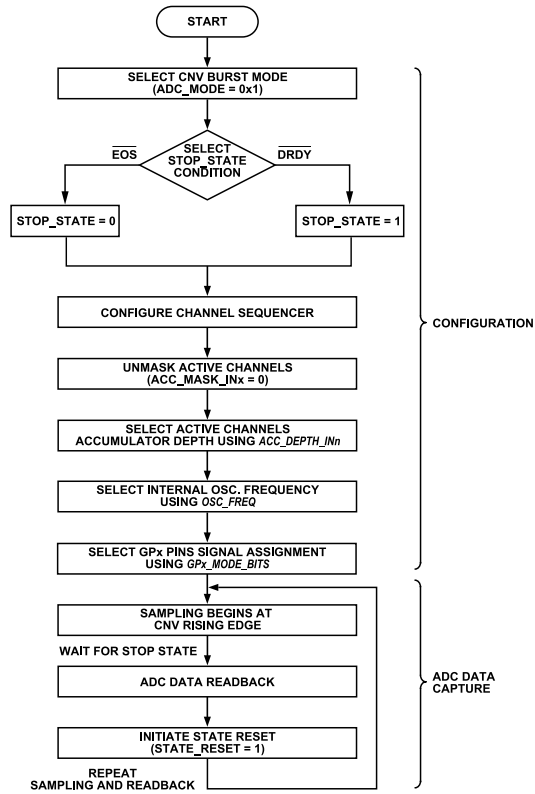 START
SELECT CNV BURST MODE
(ADC_MODE = 0x1)
EOS
SELECT
STOP_STATE
CONDITION
DRDY
STOP_STATE = 0
STOP_STATE = 1
CONFIGURE CHANNEL SEQUENCER
CONFIGURATION
UNMASK ACTIVE CHANNELS
(ACC_MASK_INx = 0)
SELECT ACTIVE CHANNELS
ACCUMULATOR DEPTH USING ACC_DEPTH_INn
SELECT INTERNAL OSC. FREQUENCY
USING OSC_FREQ
SELECT GPx PINS SIGNAL ASSIGNMENT
USING GPx_MODE_BITS
SAMPLING BEGINS AT
CNV RISING EDGE
WAIT FOR STOP STATE
ADC DATA READBACK
ADC DATA
CAPTURE
INITIATE STATE RESET
(STATE_RESET = 1)
REPEAT
SAMPLING AND READBACK